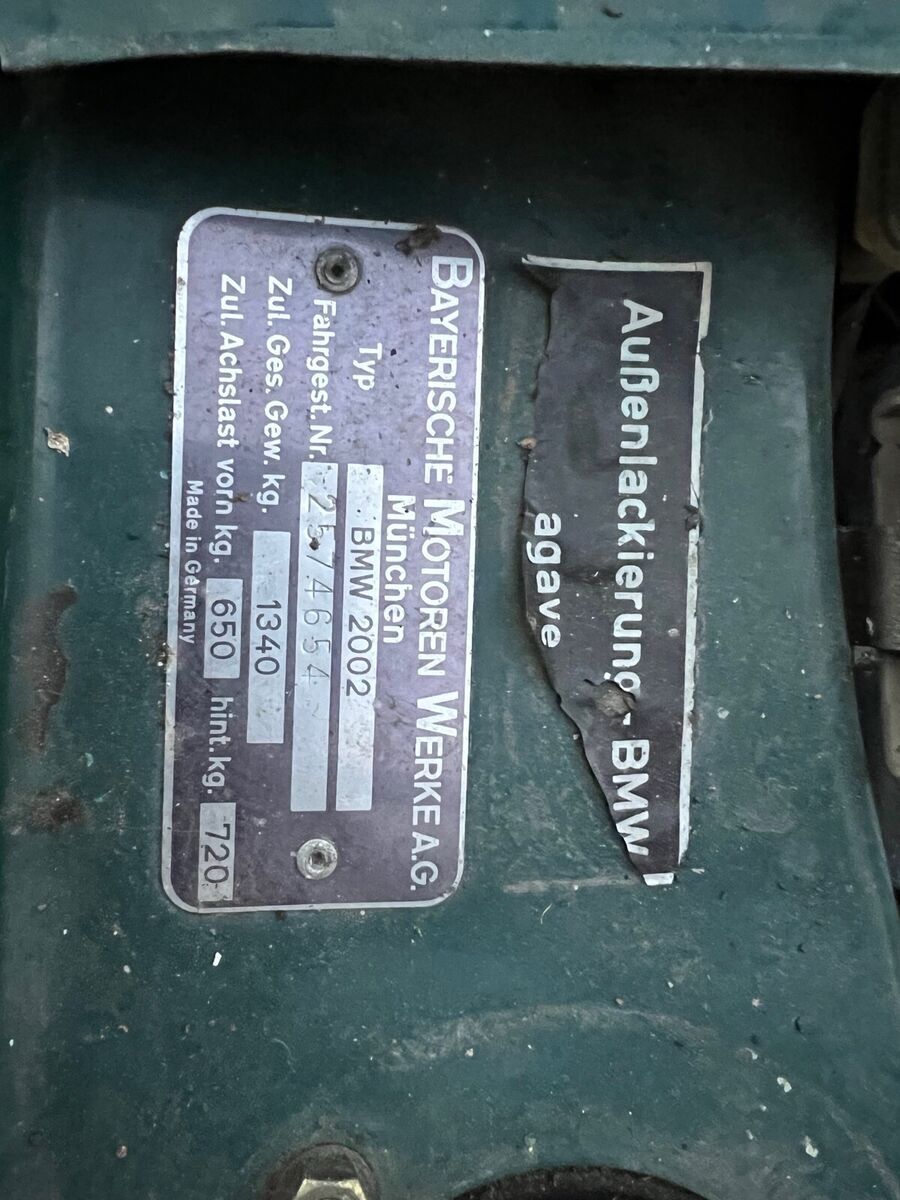 BAYERISCHE MOTOREN WERKE A.G.
München
Typ BMW 2002
Fahrgest.Nr. 2574654
Zul. Ges. Gew. kg. 1340
Zul. Achslast vorn kg. 650 hint.kg. 720
Made in Germany
Außenlackierung - BMW
agave